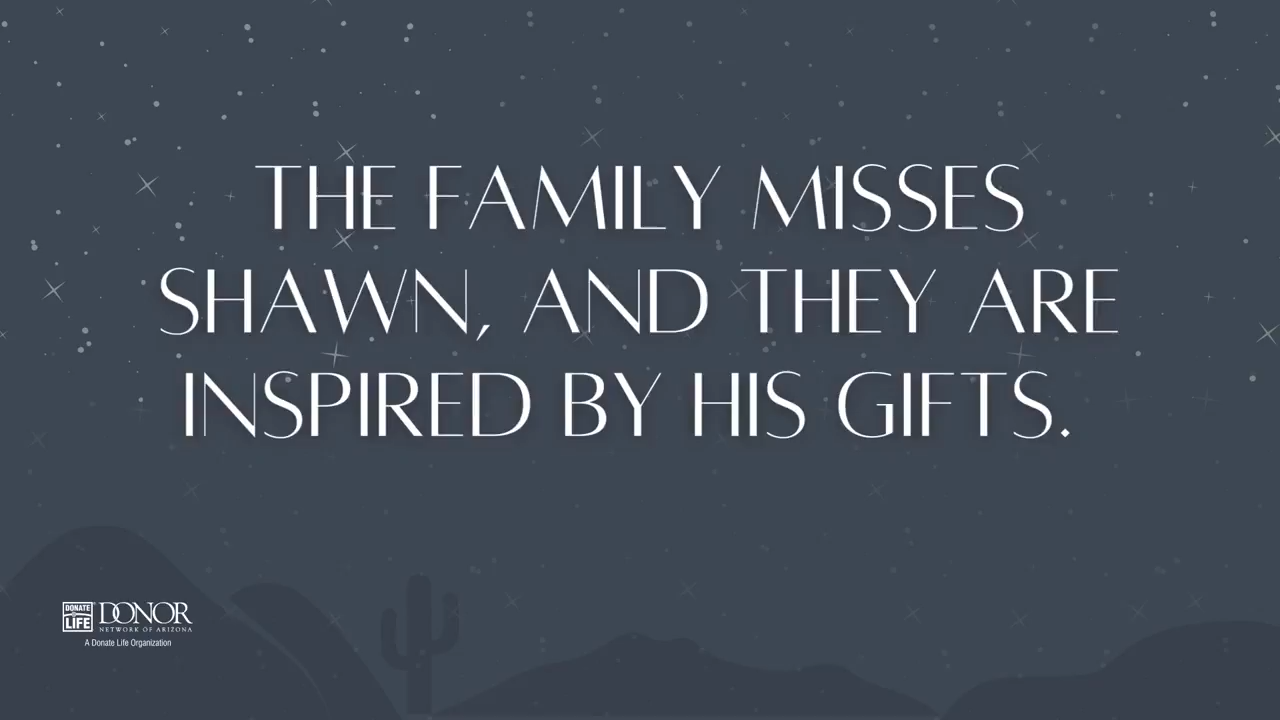 THE FAMILY MISSES
SHAWN, AND THEY ARE
INSPIRED BY HIS GIFTS.
DONATE
LIFE
DONOR
NETWORK OF ARIZONA
A Donate Life Organization